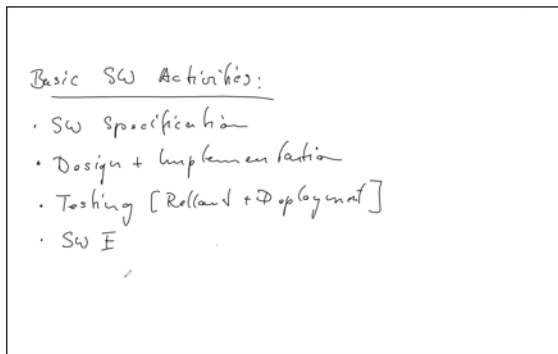 Basic SW Activities:
• SW Specification
• Design + Implementation
• Testing [Rollout + Deployment]
• SW E